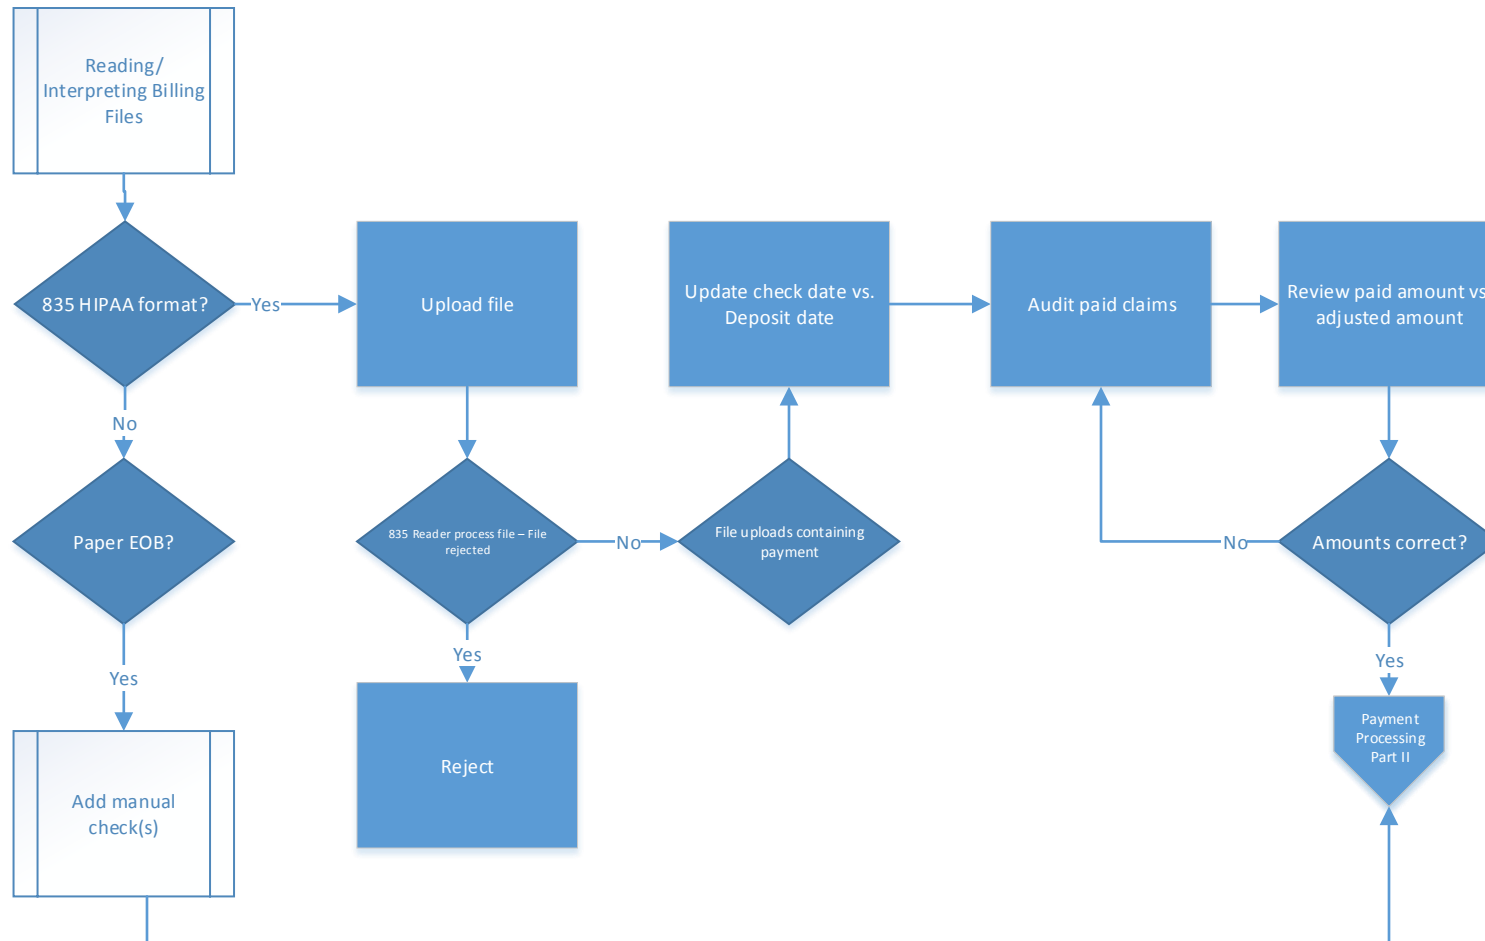 Reading/
Interpreting Billing
Files
835 HIPAA format?
Yes
Upload file
Update check date vs.
Deposit date
Audit paid claims
Review paid amount vs
adjusted amount
No
Paper EOB?
835 Reader process file – File
rejected
No
File uploads containing
payment
No
Amounts correct?
Yes
Yes
Yes
Add manual
check(s)
Reject
Payment
Processing
Part II